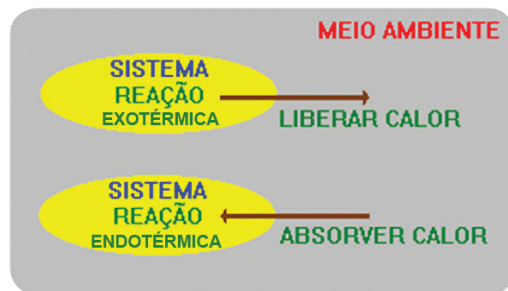 MEIO AMBIENTE
SISTEMA
REAÇÃO
EXOTÉRMICA
LIBERAR CALOR
SISTEMA
REAÇÃO
ENDOTÉRMICA
ABSORVER CALOR